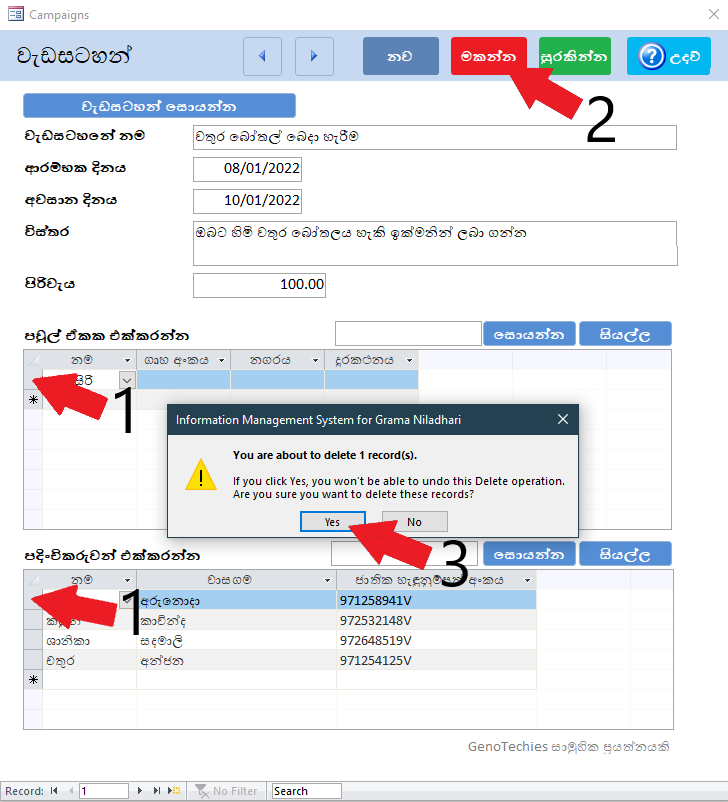 Campaigns
වැඩසටහන්
නව
මකන්න
සුරකින්න
? උදව්
වැඩසටහන් සොයන්න
2
වැඩසටහනේ නම
වතුර බෝතල් බෙදා හැරීම
ආරම්භක දිනය
08/01/2022
අවසාන දිනය
10/01/2022
විස්තර
ඔබට හිමි වතුර බෝතලය හැකි ඉක්මනින් ලබා ගන්න
පිරිවැය
100.00
පවුල් ඒකක එක්කරන්න
සොයන්න
සියල්ල
නම ගෘහ අංකය නගරය දුරකථනය
සිරි
1
Information Management System for Grama Niladhari
You are about to delete 1 record(s).
If you click Yes, you won't be able to undo this Delete operation.
Are you sure you want to delete these records?
Yes No
3
පදිංචිකරුවන් එක්කරන්න
සොයන්න
සියල්ල
නම වාසගම ජාතික හැඳුනුම්පත් අංකය
1
අරුනොදා 971258941V
කාවින්ද 972532148V
ශානිකා සදමාලි 972648519V
චතුර අන්ජන 971254125V
GenoTechies සාමූහික ප්‍රයත්නයකි
Record: 1 No Filter Search